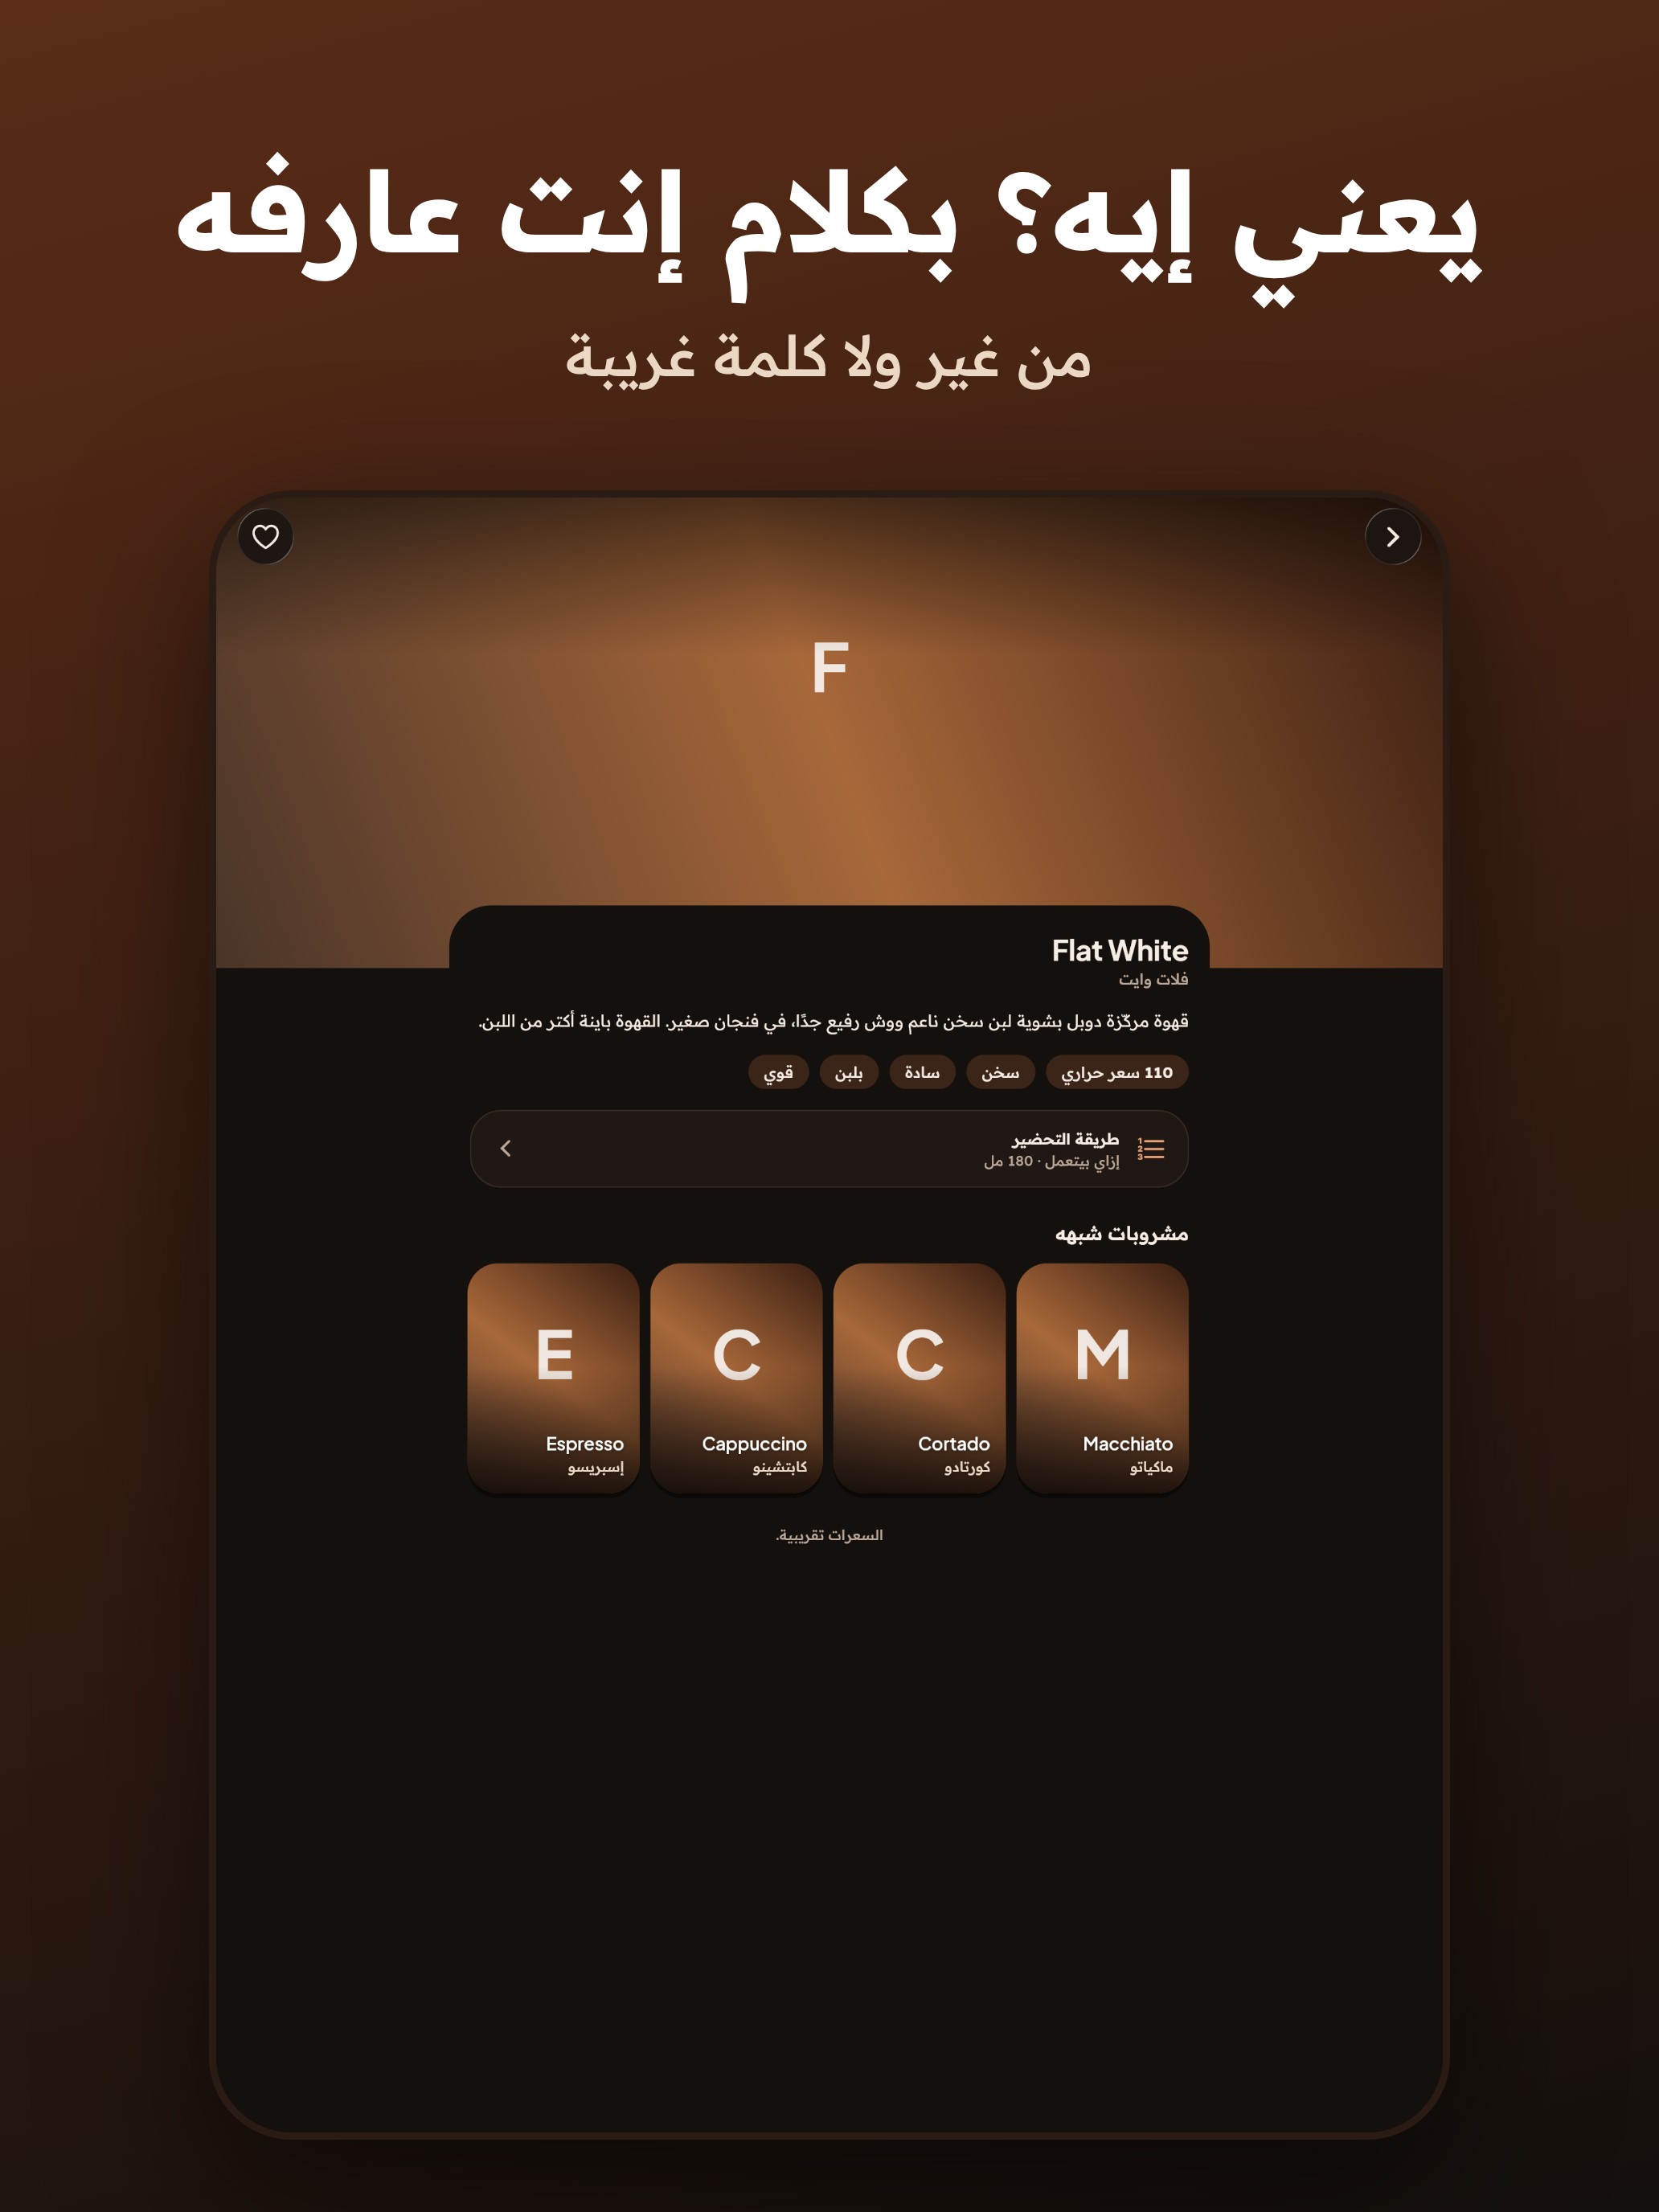 يعني إيه؟ بكلام إنت عارفه
من غير ولا كلمة غريبة
F
Flat White
فلات وايت
قهوة مركّزة دوبل بشوية لبن سخن ناعم ووش رفيع جدًا، في فنجان صغير. القهوة باينة أكتر من اللبن.
110 سعر حراري
سخن
سادة
بلبن
قوي
طريقة التحضير
إزاي بيتعمل · 180 مل
مشروبات شبهه
M
Macchiato
ماكياتو
C
Cortado
كورتادو
C
Cappuccino
كابتشينو
E
Espresso
إسبريسو
السعرات تقريبية.